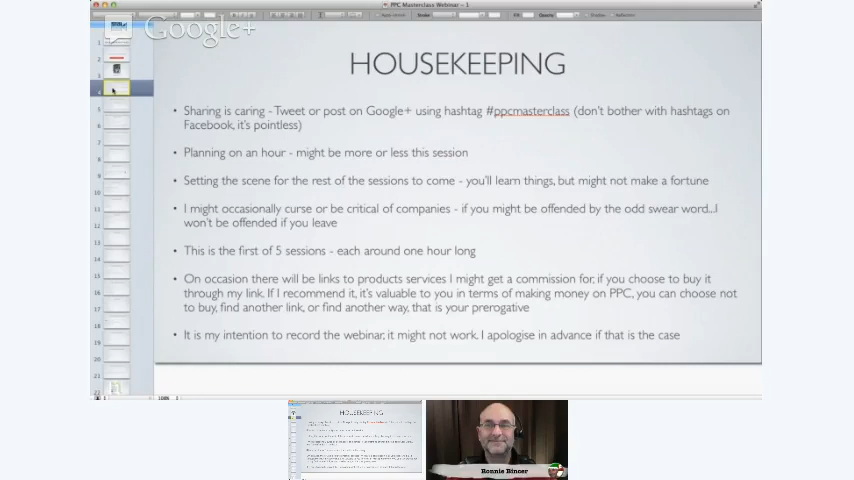 PPC Masterclass Webinar – 1
Google+
HOUSEKEEPING
• Sharing is caring - Tweet or post on Google+ using hashtag #ppcmasterclass (don't bother with hashtags on
Facebook, it's pointless)
• Planning on an hour - might be more or less this session
• Setting the scene for the rest of the sessions to come - you'll learn things, but might not make a fortune
• I might occasionally curse or be critical of companies - if you might be offended by the odd swear word...I
won't be offended if you leave
• This is the first of 5 sessions - each around one hour long
• On occasion there will be links to products services I might get a commission for, if you choose to buy it
through my link. If I recommend it, it's valuable to you in terms of making money on PPC, you can choose not
to buy, find another link, or find another way, that is your prerogative
• It is my intention to record the webinar, it might not work. I apologise in advance if that is the case
100%
HOUSEKEEPING
Ronnie Bincer